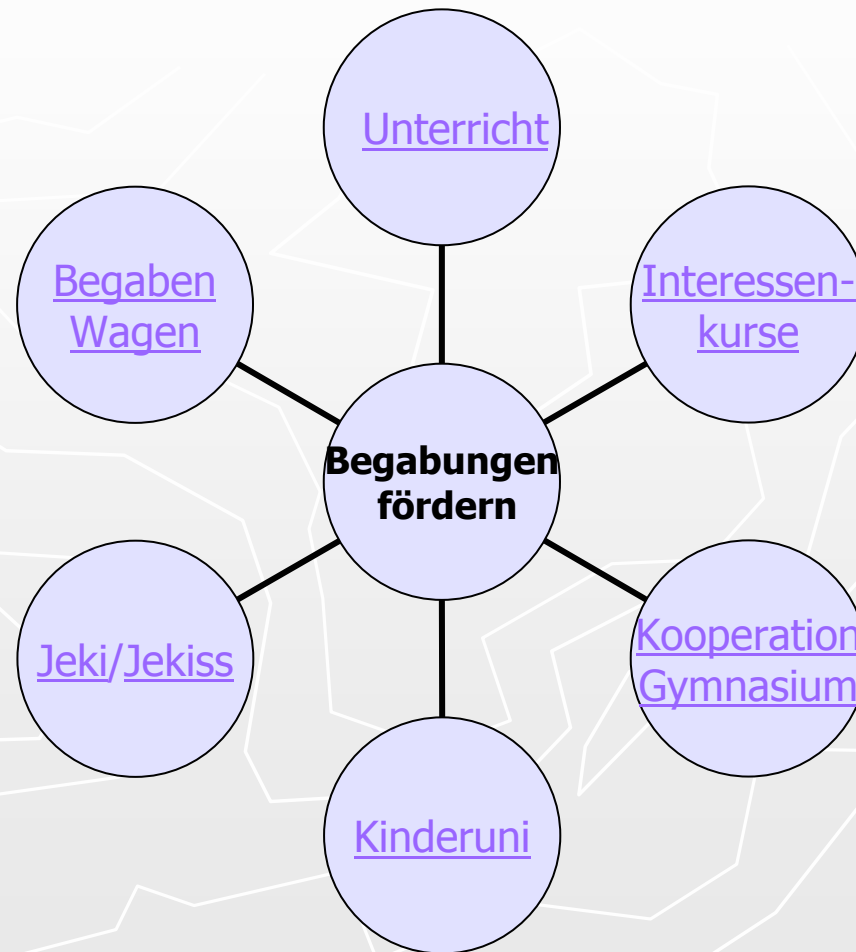 Unterricht
Begaben
Wagen
Interessen-
kurse
Begabungen
fördern
Jeki/Jekiss
Kooperation
Gymnasium
Kinderuni